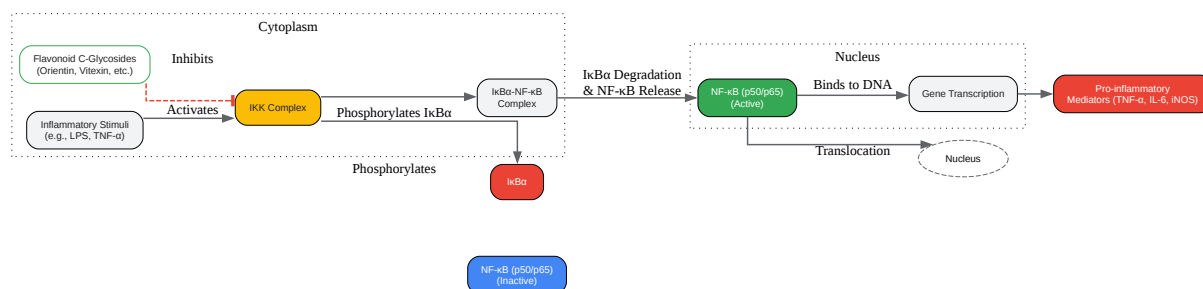 Cytoplasm
Flavonoid C-Glycosides
(Orientin, Vitexin, etc.)
Inhibits
Inflammatory Stimuli
(e.g., LPS, TNF-α)
Activates
IKK Complex
Phosphorylates IκBα
IκBα-NF-κB
Complex
Phosphorylates
IκBα
NF-κB (p50/p65)
(Inactive)
IκBα Degradation
& NF-κB Release
Nucleus
NF-κB (p50/p65)
(Active)
Binds to DNA
Gene Transcription
Translocation
Nucleus
Pro-inflammatory
Mediators (TNF-α, IL-6, iNOS)